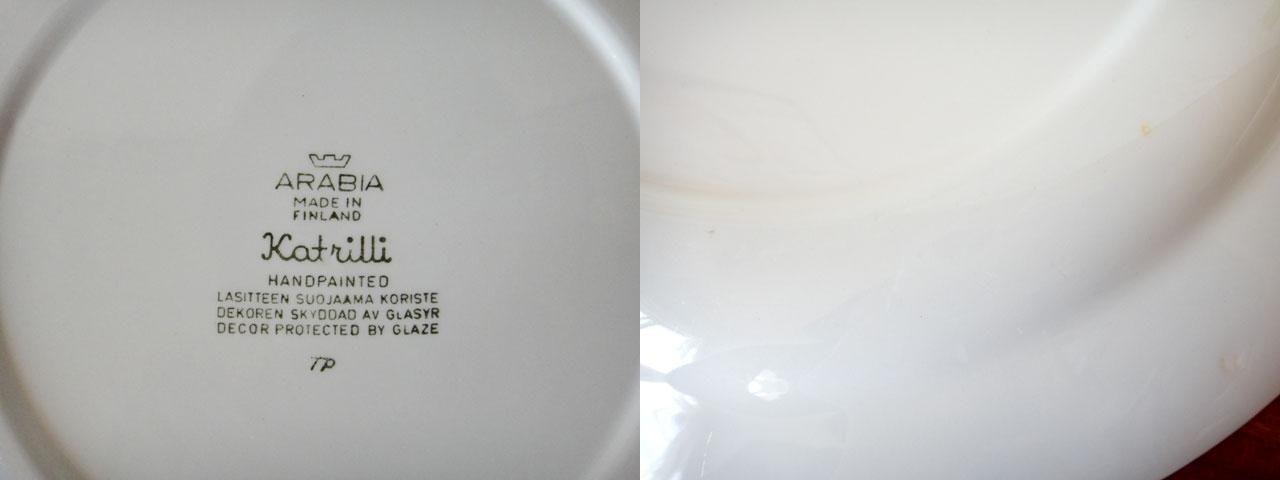 ARABIA
MADE IN
FINLAND
Katrilli
HANDPAINTED
LASITTEEN SUOJAAMA KORISTE
DEKOREN SKYDDAD AV GLASYR
DECOR PROTECTED BY GLAZE
TP